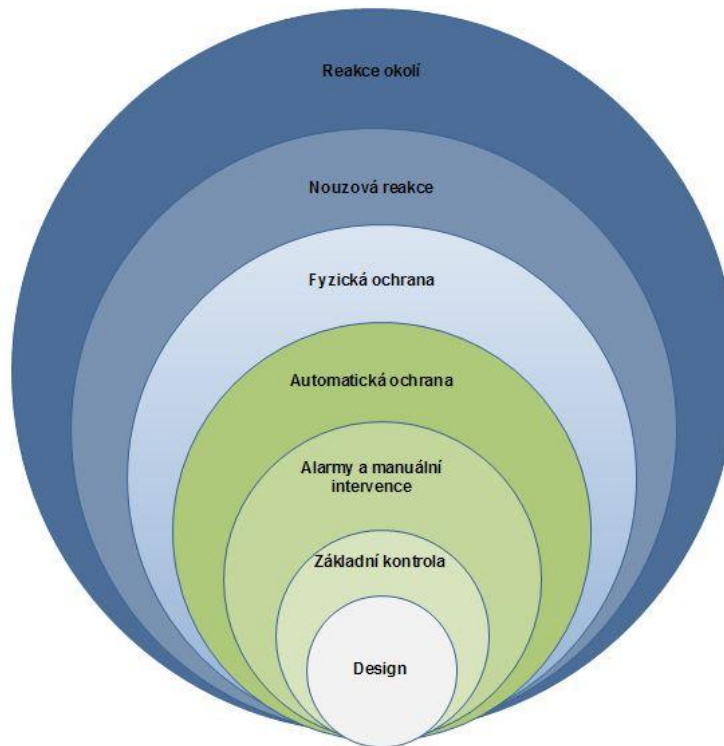 Reakce okolí
Nouzová reakce
Fyzická ochrana
Automatická ochrana
Alarmy a manuální
intervence
Základní kontrola
Design